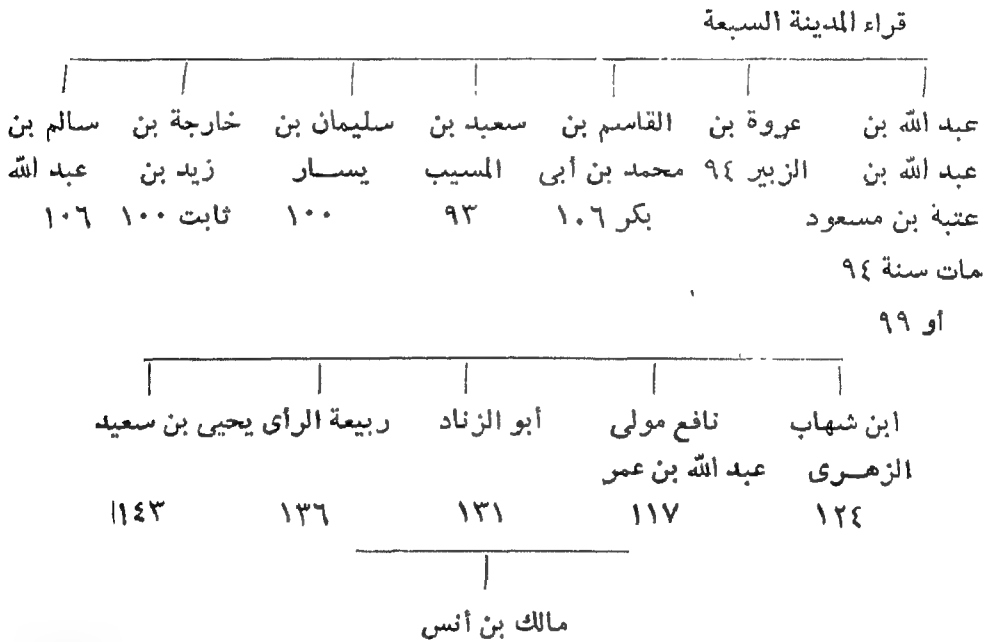 قراء المدينة السبعة
عبد الله بن عروة بن القاسم بن سعيد بن سليمان بن خارجة بن سالم بن
عبد الله بن الزبير ٩٤ محمد بن أبى المسيب يسار زيد بن عبد الله
عتبة بن مسعود بكر ١٠٦ ٩٣ ١٠٠ ثابت ١٠٠ ١٠٦
مات سنة ٩٤
أو ٩٩
ابن شهاب نافع مولى أبو الزناد ربيعة الرأى يحيى بن سعيد
الزهرى عبد الله بن عمر
١٢٤ ١١٧ ١٣١ ١٣٦ ١٤٣
مالك بن أنس